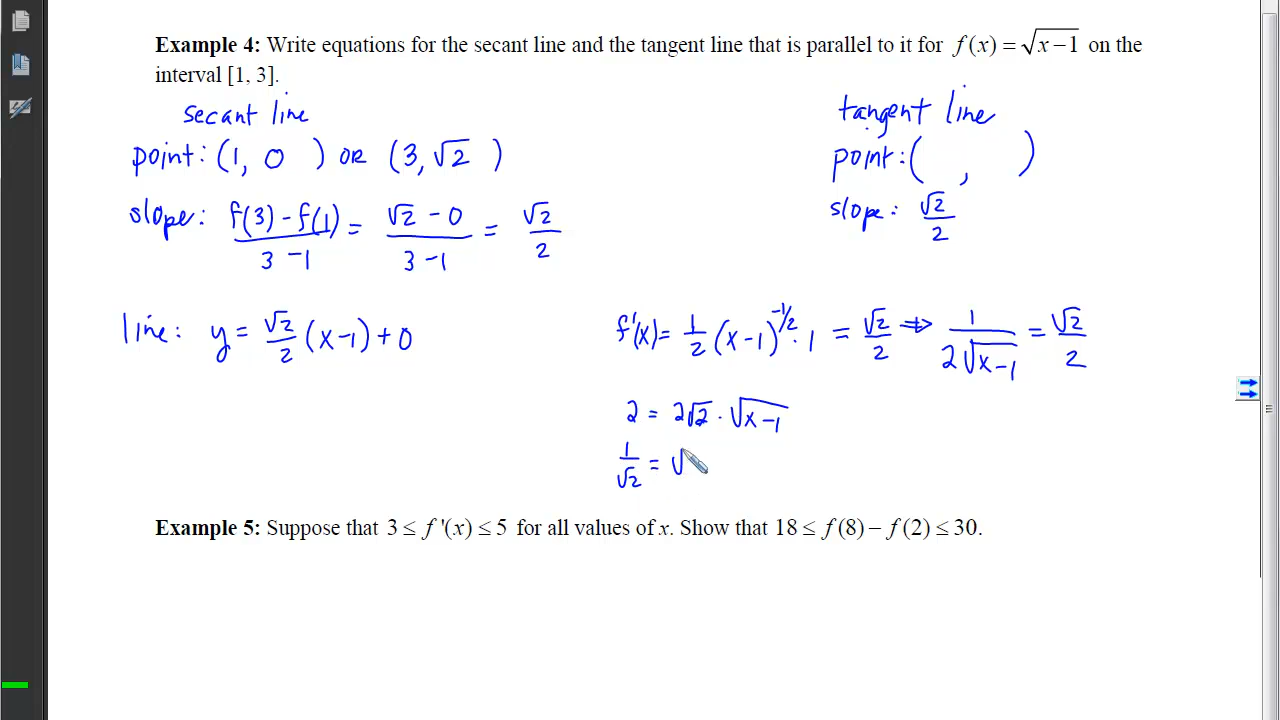 Example 4: Write equations for the secant line and the tangent line that is parallel to it for f(x) = √(x−1) on the
interval [1, 3].
secant line
point: (1, 0 ) OR (3, √2 )
slope: (f(3) − f(1))/(3 − 1) = (√2 − 0)/(3 − 1) = √2/2
line: y = √2/2 (x−1) + 0
tangent line
point: ( , )
slope: √2/2
f'(x) = 1/2 (x−1)^(−1/2) · 1 = √2/2 ⇒ 1/(2√(x−1)) = √2/2
2 = 2√2 · √(x−1)
1/√2 = √
Example 5: Suppose that 3 ≤ f '(x) ≤ 5 for all values of x. Show that 18 ≤ f(8) − f(2) ≤ 30.